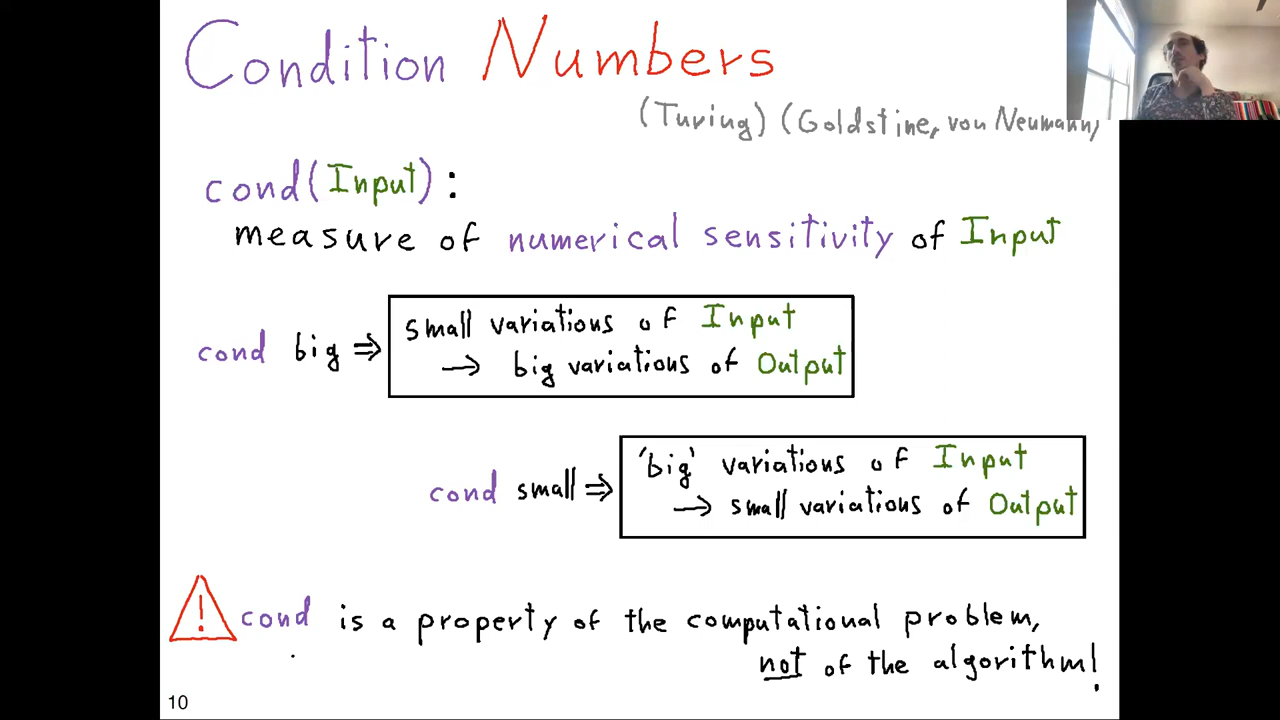 Condition Numbers
(Turing) (Goldstine, von Neumann)
cond(Input):
measure of numerical sensitivity of Input
cond big ⇒ small variations of Input
→ big variations of Output
cond small ⇒ 'big' variations of Input
→ small variations of Output
! cond is a property of the computational problem,
not of the algorithm!
10